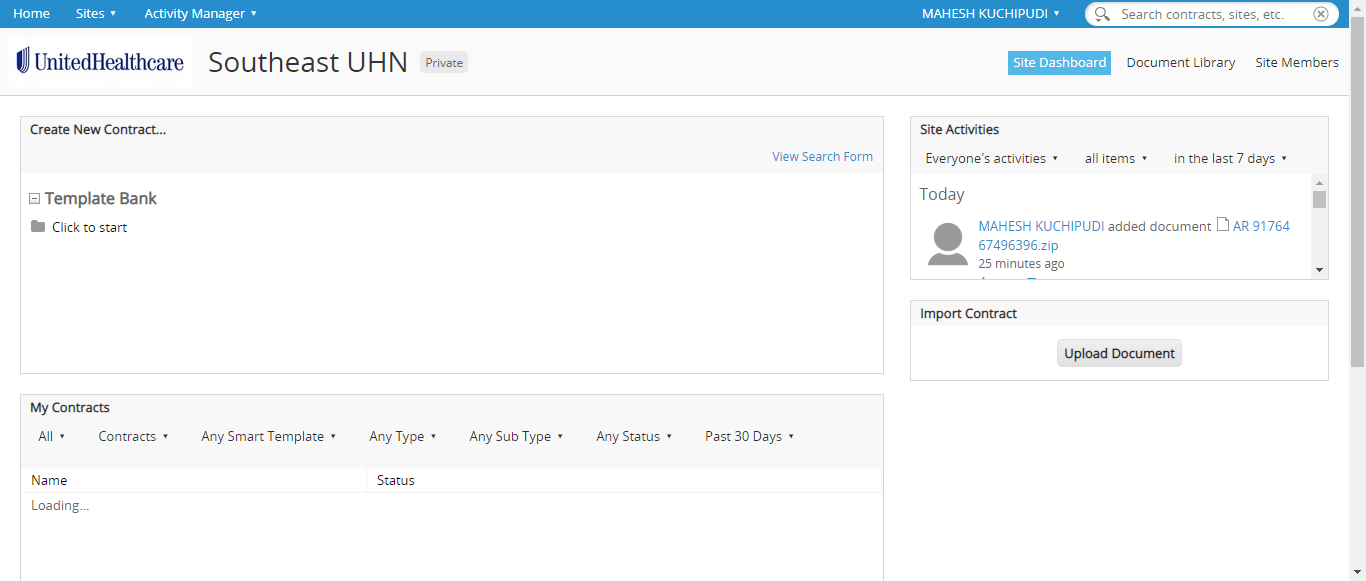 Home Sites Activity Manager MAHESH KUCHIPUDI Search contracts, sites, etc.
UnitedHealthcare Southeast UHN Private Site Dashboard Document Library Site Members
Create New Contract...
View Search Form
Template Bank
Click to start
My Contracts
All Contracts Any Smart Template Any Type Any Sub Type Any Status Past 30 Days
Name Status
Loading...
Site Activities
Everyone's activities all items in the last 7 days
Today
MAHESH KUCHIPUDI added document AR 91764
67496396.zip
25 minutes ago
Import Contract
Upload Document